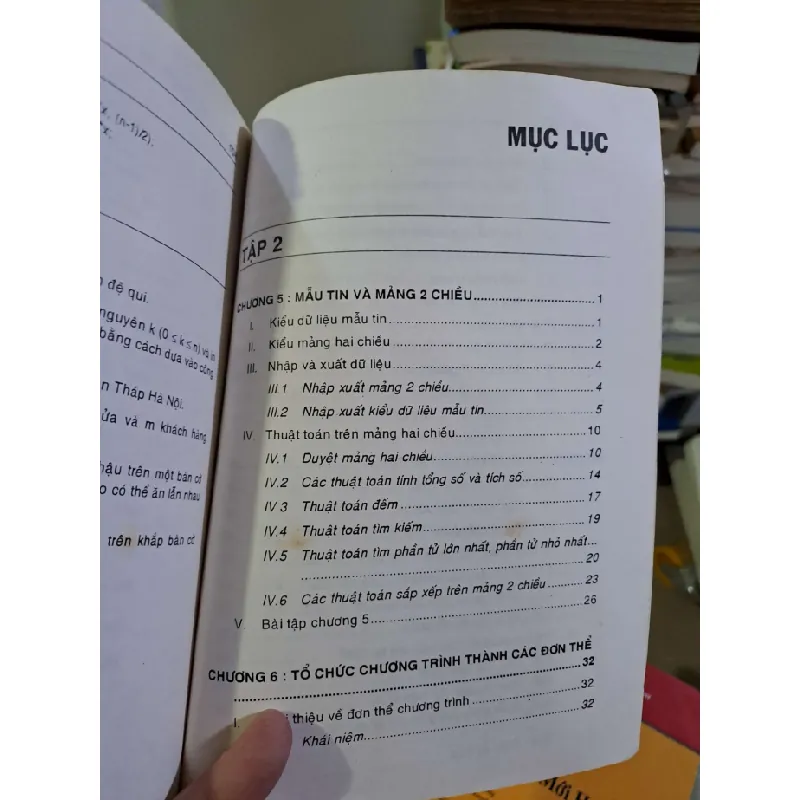 (n-1)/2).
đệ qui.
nguyên k (0 ≤ k ≤ n) và in
bằng cách dựa vào công
n Tháp Hà Nội.
ửa và m khách hàng
hậu trên một bàn cờ
o có thể ăn lẫn nhau
trên khắp bàn cờ
MỤC LỤC
TẬP 2
CHƯƠNG 5 : MẪU TIN VÀ MẢNG 2 CHIỀU 1
I. Kiểu dữ liệu mẫu tin 1
II. Kiểu mảng hai chiều 2
III. Nhập và xuất dữ liệu 4
III.1 Nhập xuất mảng 2 chiều 4
III.2 Nhập xuất kiểu dữ liệu mẫu tin 5
IV. Thuật toán trên mảng hai chiều 10
IV.1 Duyệt mảng hai chiều 10
IV.2 Các thuật toán tính tổng số và tích số 14
IV.3 Thuật toán đếm 17
IV.4 Thuật toán tìm kiếm 19
IV.5 Thuật toán tìm phần tử lớn nhất, phần tử nhỏ nhất...
20
IV.6 Các thuật toán sắp xếp trên mảng 2 chiều 23
V. Bài tập chương 5 26
CHƯƠNG 6 : TỔ CHỨC CHƯƠNG TRÌNH THÀNH CÁC ĐƠN THỂ
32
I. i thiệu về đơn thể chương trình 32
Khái niệm 32
Mới